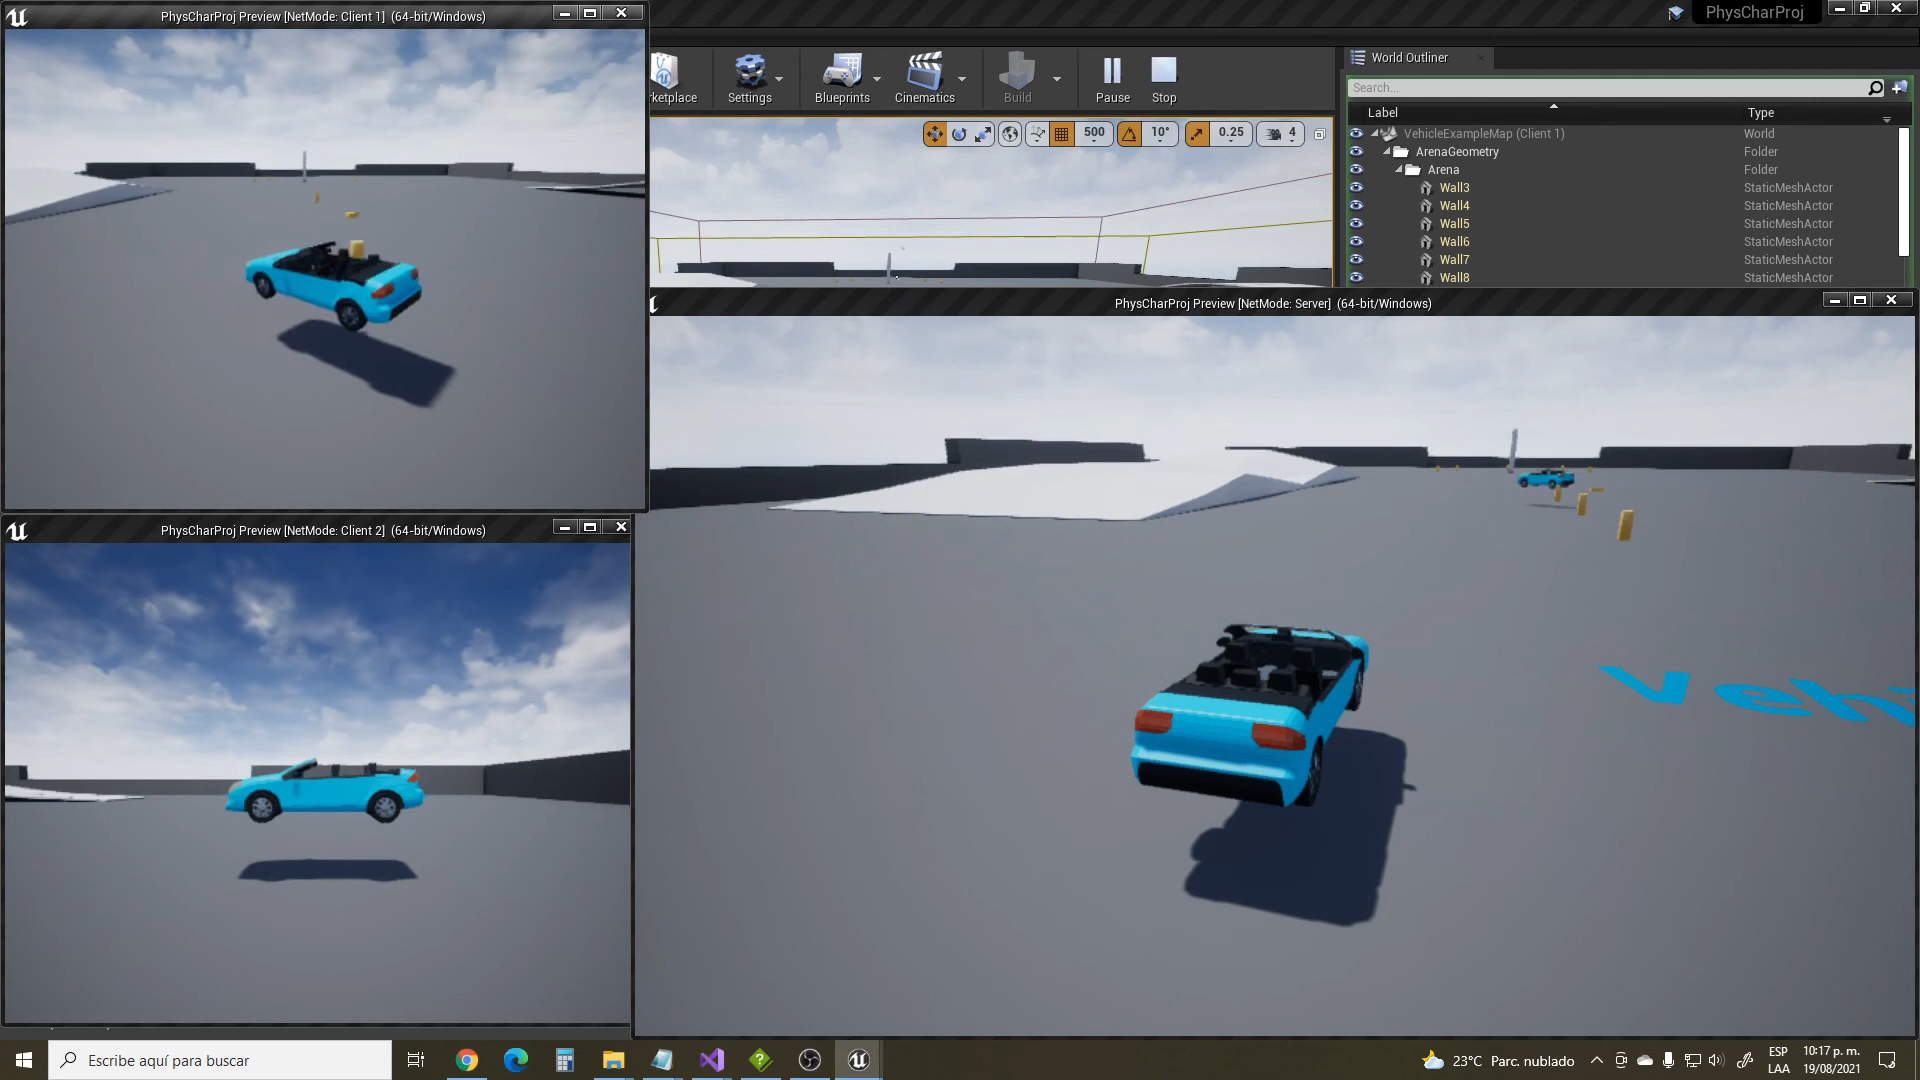 PhysCharProj Preview [NetMode: Client 1]  (64-bit/Windows)
PhysCharProj
rketplace
Settings
Blueprints
Cinematics
Build
Pause
Stop
World Outliner
Search...
Label
Type
500
10°
0.25
4
VehicleExampleMap (Client 1)
World
ArenaGeometry
Folder
Arena
Folder
Wall3
StaticMeshActor
Wall4
StaticMeshActor
Wall5
StaticMeshActor
Wall6
StaticMeshActor
Wall7
StaticMeshActor
Wall8
StaticMeshActor
PhysCharProj Preview [NetMode: Server]  (64-bit/Windows)
PhysCharProj Preview [NetMode: Client 2]  (64-bit/Windows)
Vehi
Escribe aquí para buscar
23°C  Parc. nublado
ESP
LAA
10:17 p. m.
19/08/2021